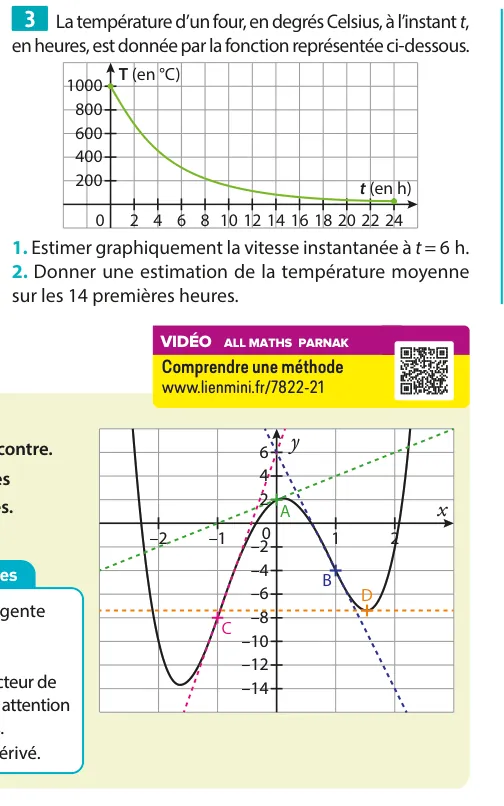 3 La température d'un four, en degrés Celsius, à l'instant t,
en heures, est donnée par la fonction représentée ci-dessous.
T (en °C)
1000
800
600
400
200
t (en h)
0 2 4 6 8 10 12 14 16 18 20 22 24
1. Estimer graphiquement la vitesse instantanée à t = 6 h.
2. Donner une estimation de la température moyenne
sur les 14 premières heures.
VIDÉO ALL MATHS PARNAK
Comprendre une méthode
www.lienmini.fr/7822-21
contre.
es
s.
es
gente
cteur de
attention
.
érivé.
6 y
4
2
A
x
−2 −1 0 1 2
−2
−4
B
−6
D
−8
C
−10
−12
−14